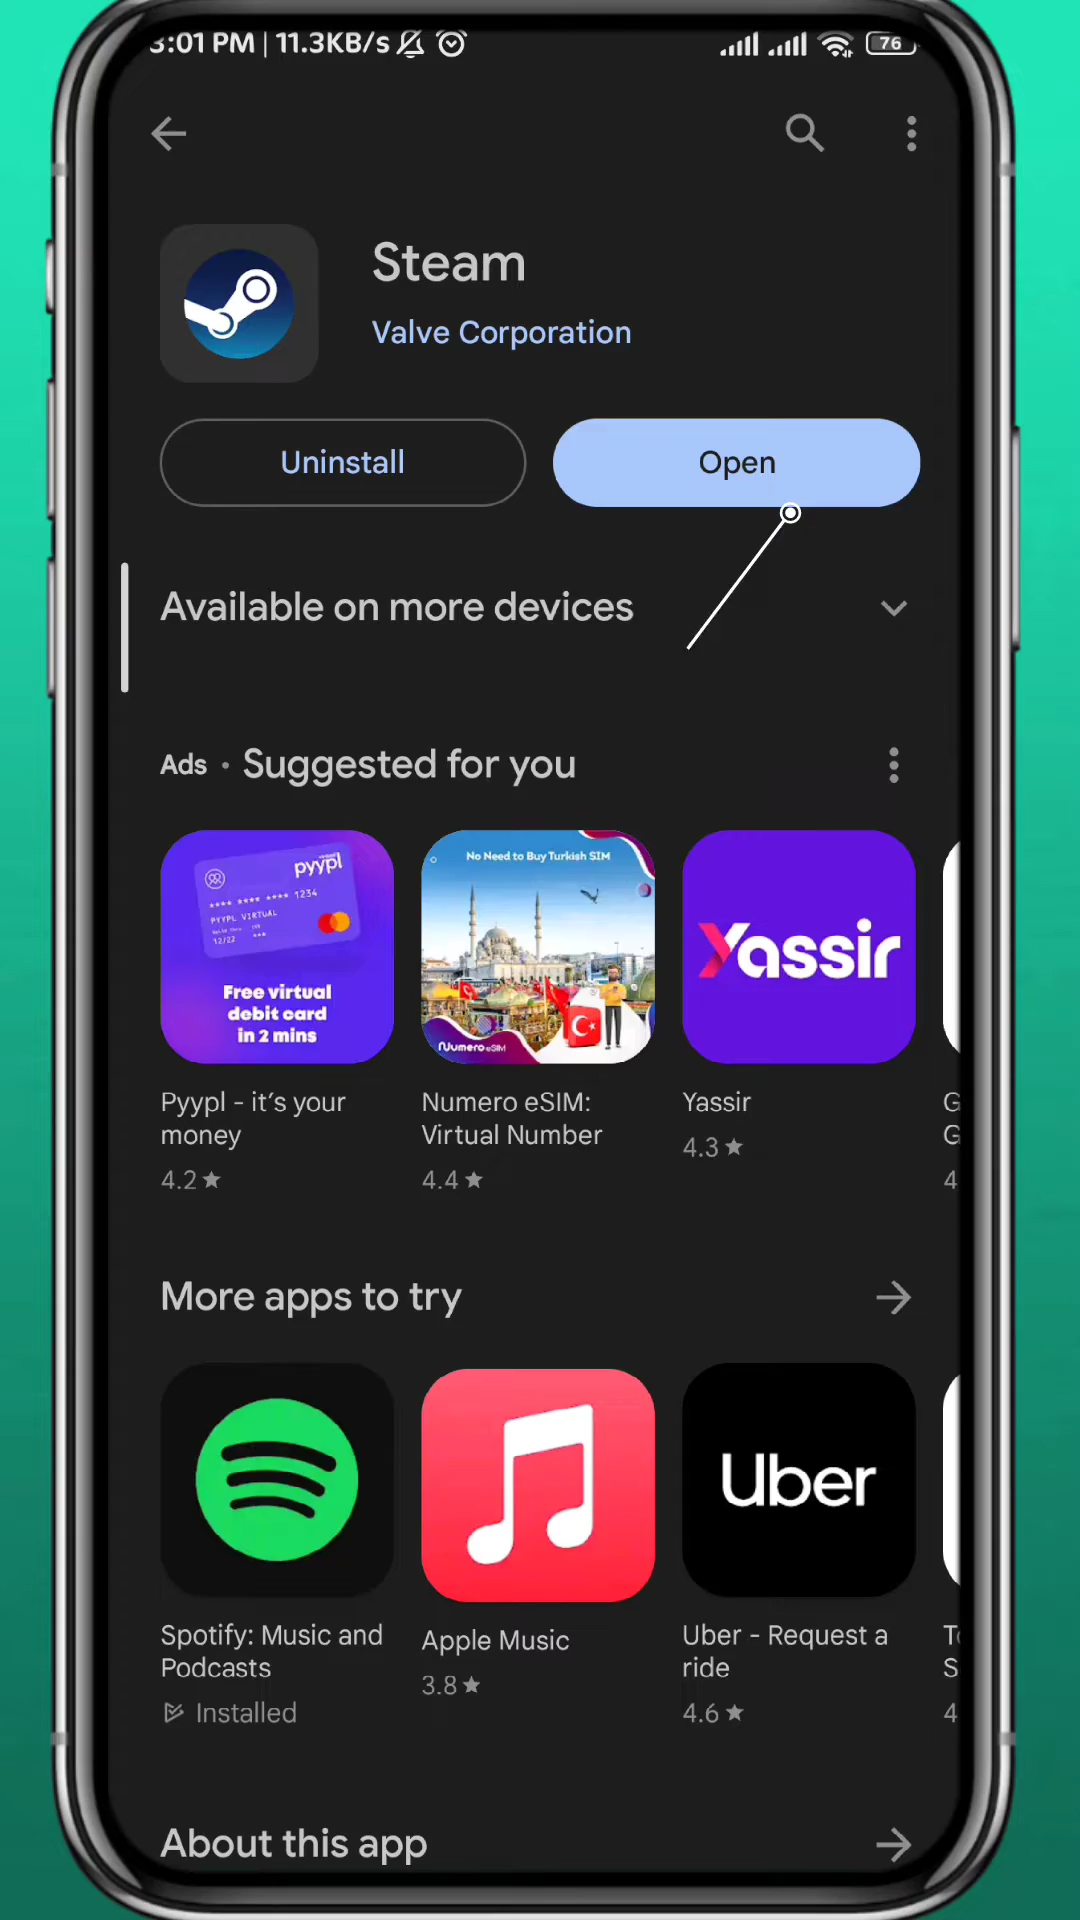 3:01 PM | 11.3KB/s
76
Steam
Valve Corporation
Uninstall
Open
Available on more devices
Ads • Suggested for you
pyypl
**** **** **** 1234
PYYPL VIRTUAL
12/22 ***
Free virtual
debit card
in 2 mins
No Need to Buy Turkish SIM
Numero eSIM
Yassir
Pyypl - it's your
money
4.2★
Numero eSIM:
Virtual Number
4.4★
Yassir
4.3★
G
G
4
More apps to try
Uber
Spotify: Music and
Podcasts
Installed
Apple Music
3.8★
Uber - Request a
ride
4.6★
S
4
About this app